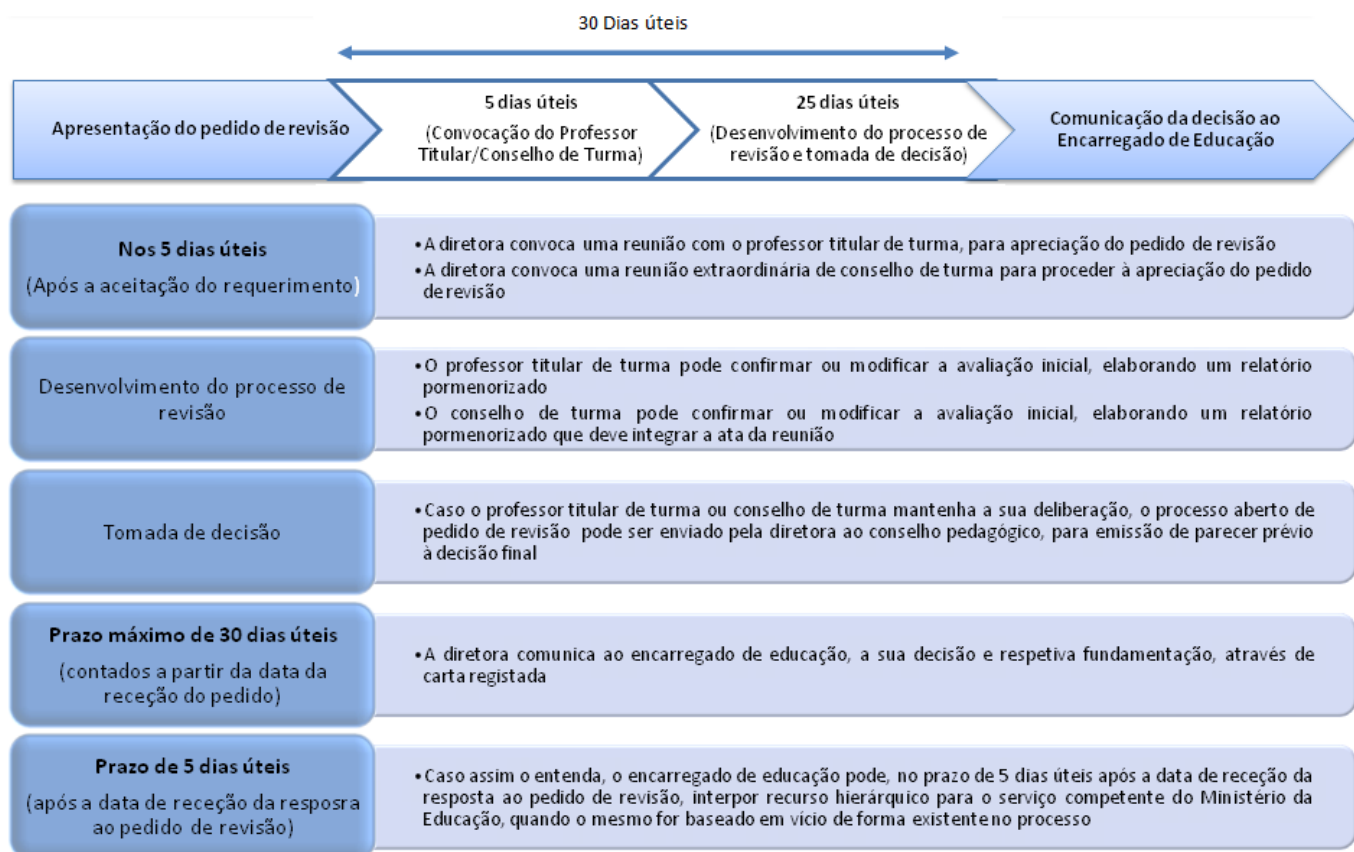 30 Dias úteis
Apresentação do pedido de revisão
5 dias úteis
(Convocação do Professor
Titular/Conselho de Turma)
25 dias úteis
(Desenvolvimento do processo de
revisão e tomada de decisão)
Comunicação da decisão ao
Encarregado de Educação
Nos 5 dias úteis
(Após a aceitação do requerimento)
•A diretora convoca uma reunião com o professor titular de turma, para apreciação do pedido de revisão
•A diretora convoca uma reunião extraordinária de conselho de turma para proceder à apreciação do pedido
de revisão
Desenvolvimento do processo de
revisão
•O professor titular de turma pode confirmar ou modificar a avaliação inicial, elaborando um relatório
pormenorizado
•O conselho de turma pode confirmar ou modificar a avaliação inicial, elaborando um relatório
pormenorizado que deve integrar a ata da reunião
Tomada de decisão
•Caso o professor titular de turma ou conselho de turma mantenha a sua deliberação, o processo aberto de
pedido de revisão pode ser enviado pela diretora ao conselho pedagógico, para emissão de parecer prévio
à decisão final
Prazo máximo de 30 dias úteis
(contados a partir da data da
receção do pedido)
•A diretora comunica ao encarregado de educação, a sua decisão e respetiva fundamentação, através de
carta registada
Prazo de 5 dias úteis
(após a data de receção da resposra
ao pedido de revisão)
•Caso assim o entenda, o encarregado de educação pode, no prazo de 5 dias úteis após a data de receção da
resposta ao pedido de revisão, interpor recurso hierárquico para o serviço competente do Ministério da
Educação, quando o mesmo for baseado em vício de forma existente no processo